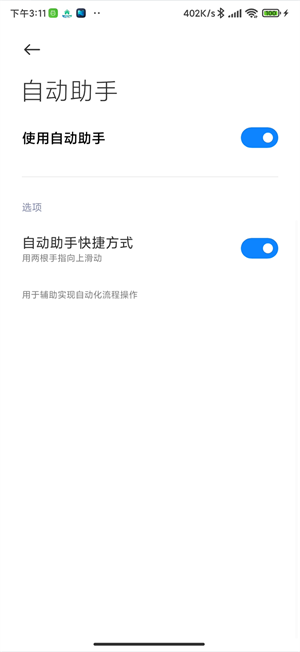 下午3:11 402K/s 100
自动助手
使用自动助手
选项
自动助手快捷方式
用两根手指向上滑动
用于辅助实现自动化流程操作